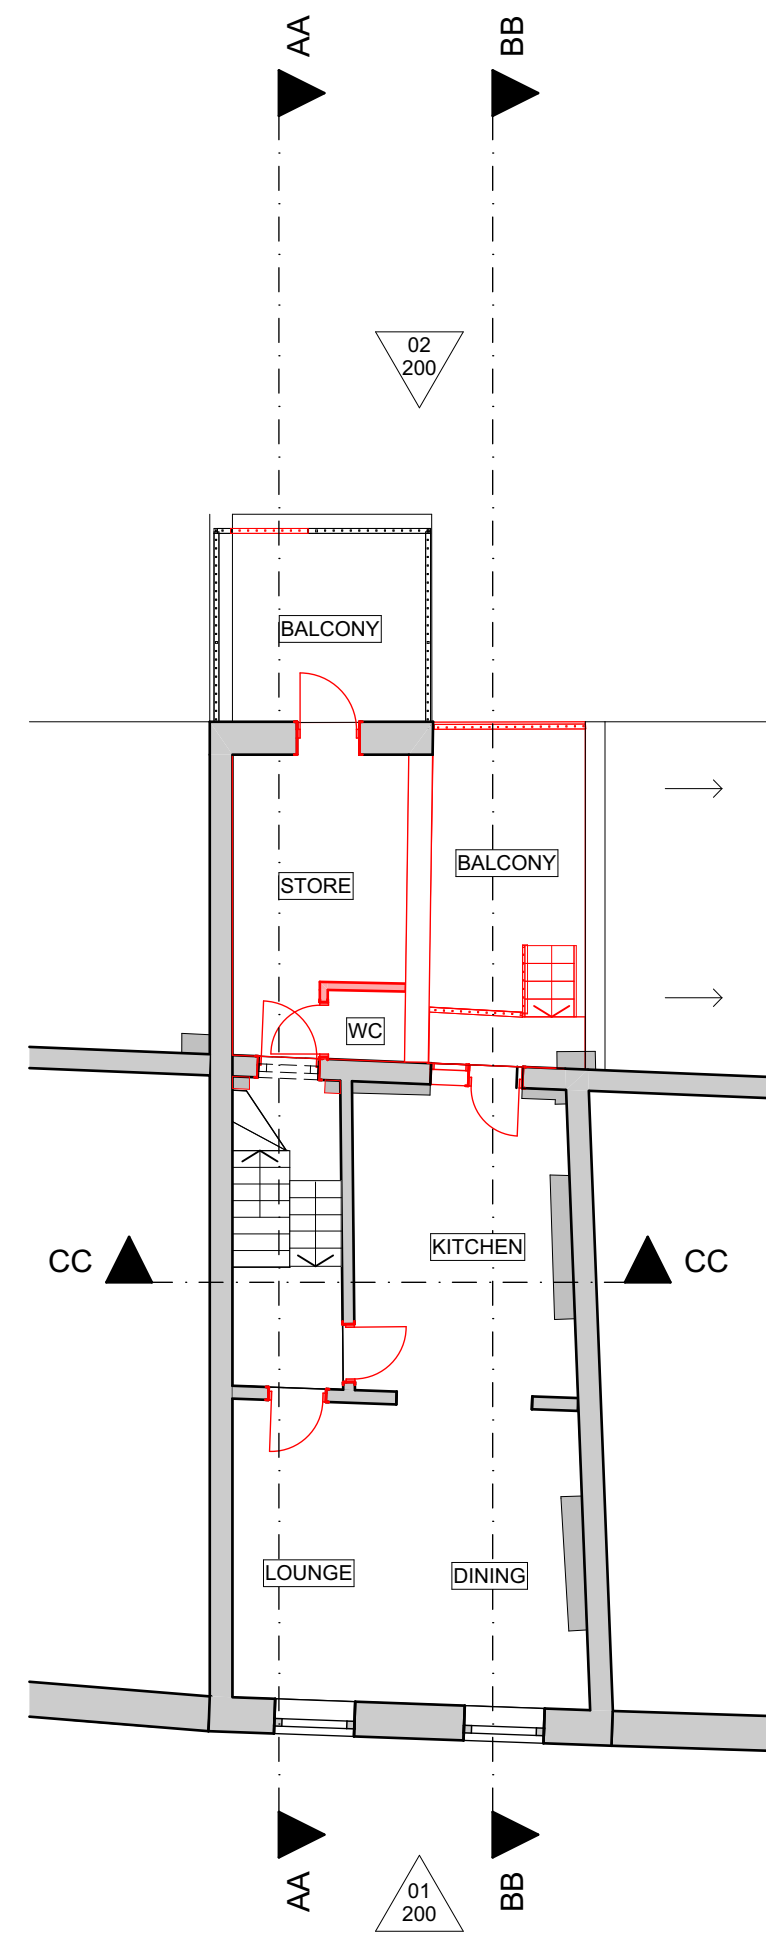 AA
BB
02
200
BALCONY
BALCONY
STORE
WC
CC
KITCHEN
CC
LOUNGE
DINING
AA
01
200
BB